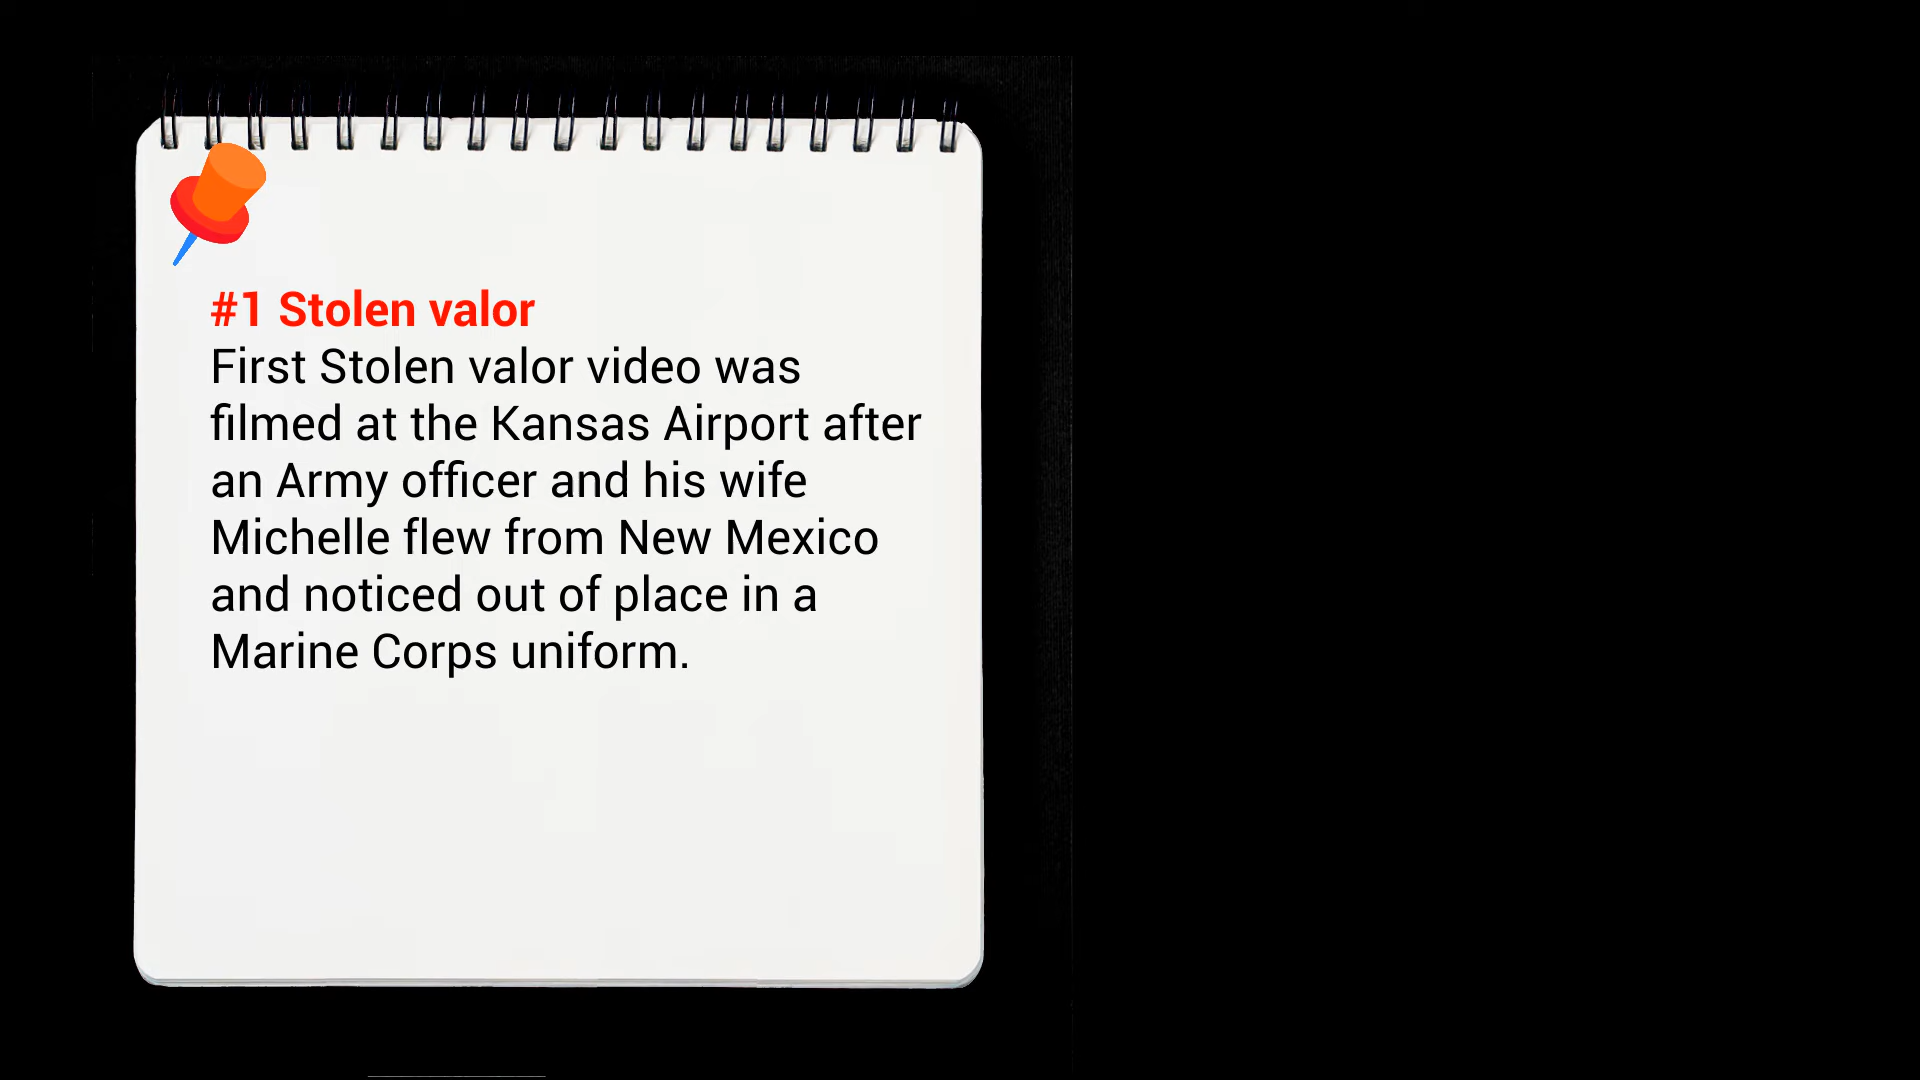 #1 Stolen valor
First Stolen valor video was
filmed at the Kansas Airport after
an Army officer and his wife
Michelle flew from New Mexico
and noticed out of place in a
Marine Corps uniform.